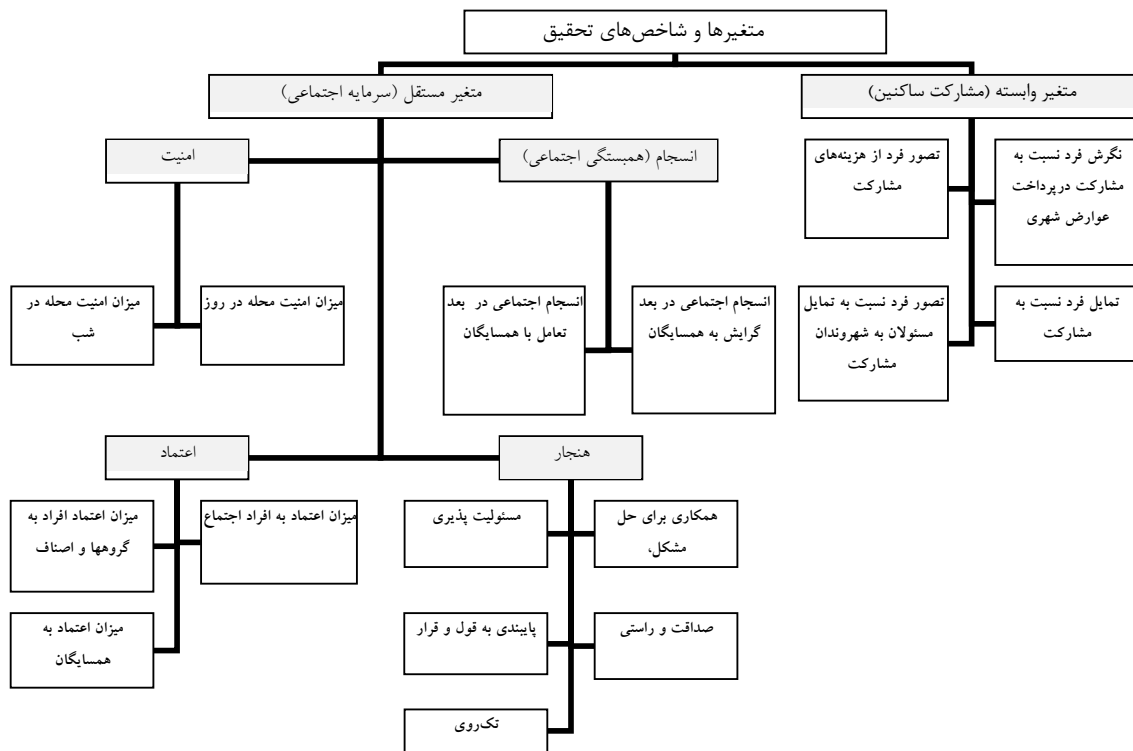 متغیرها و شاخص‌های تحقیق
متغیر وابسته (مشارکت ساکنین)
متغیر مستقل (سرمایه اجتماعی)
نگرش فرد نسبت به
مشارکت درپرداخت
عوارض شهری
تصور فرد از هزینه‌های
مشارکت
تمایل فرد نسبت به
مشارکت
تصور فرد نسبت به تمایل
مسئولان به شهروندان
مشارکت
انسجام (همبستگی اجتماعی)
امنیت
انسجام اجتماعی در بعد
گرایش به همسایگان
انسجام اجتماعی در بعد
تعامل با همسایگان
میزان امنیت محله در روز
میزان امنیت محله در
شب
هنجار
اعتماد
همکاری برای حل
مشکل،
مسئولیت پذیری
صداقت و راستی
پایبندی به قول و قرار
تک‌روی
میزان اعتماد به افراد اجتماع
میزان اعتماد افراد به
گروهها و اصناف
میزان اعتماد به
همسایگان